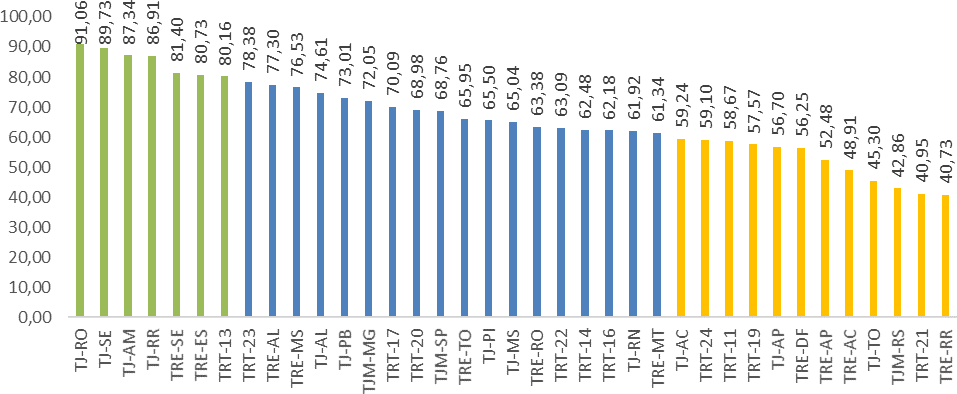 100,00
90,00
80,00
70,00
60,00
50,00
40,00
30,00
20,00
10,00
0,00
91,06
89,73
87,34
86,91
81,40
80,73
80,16
78,38
77,30
76,53
74,61
73,01
72,05
70,09
68,98
68,76
65,95
65,50
65,04
63,38
63,09
62,48
62,18
61,92
61,34
59,24
59,10
58,67
57,57
56,70
56,25
52,48
48,91
45,30
42,86
40,95
40,73
TJ-RO
TJ-SE
TJ-AM
TJ-RR
TRE-SE
TRE-ES
TRT-13
TRT-23
TRE-AL
TRE-MS
TJ-AL
TJ-PB
TJM-MG
TRT-17
TRT-20
TJM-SP
TRE-TO
TJ-PI
TJ-MS
TRE-RO
TRT-22
TRT-14
TRT-16
TJ-RN
TRE-MT
TJ-AC
TRT-24
TRT-11
TRT-19
TJ-AP
TRE-DF
TRE-AP
TRE-AC
TJ-TO
TJM-RS
TRT-21
TRE-RR